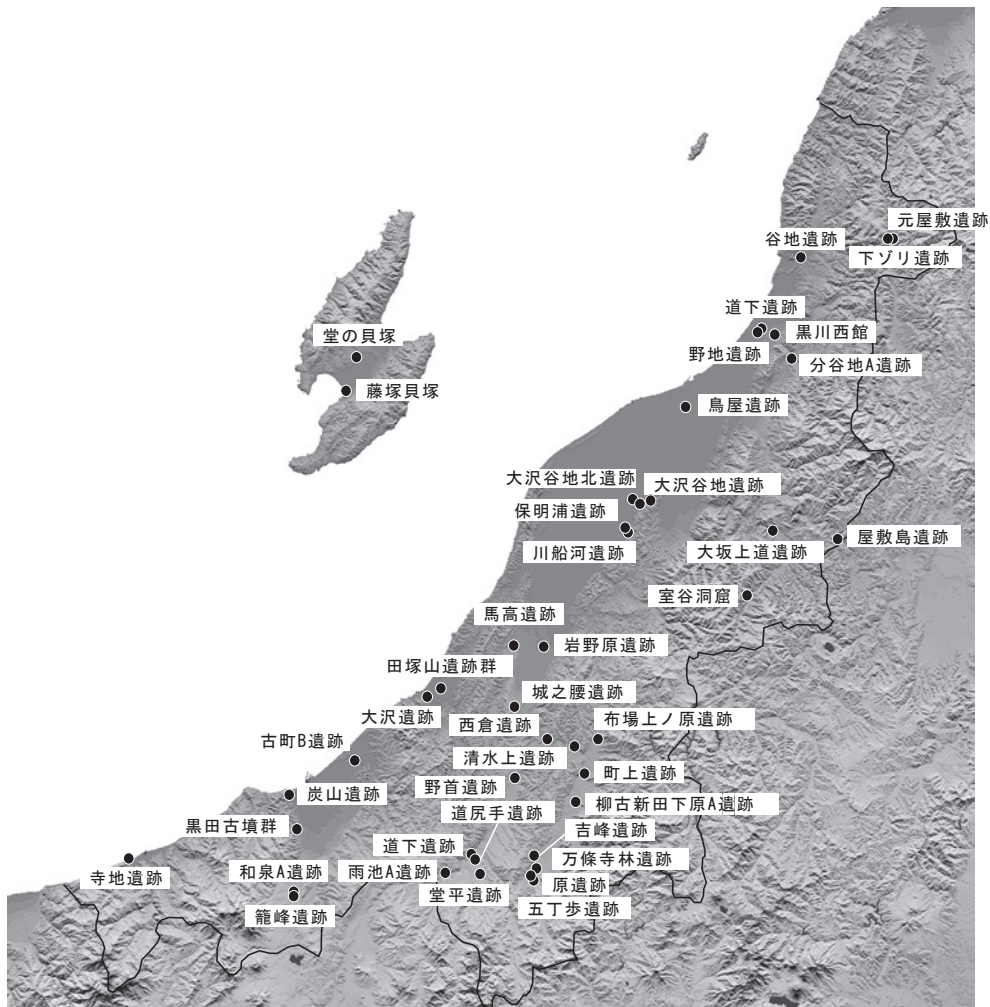 元屋敷遺跡
谷地遺跡
下ゾリ遺跡
道下遺跡
堂の貝塚
黒川西館
野地遺跡
分谷地A遺跡
藤塚貝塚
鳥屋遺跡
大沢谷地北遺跡
大沢谷地遺跡
保明浦遺跡
川船河遺跡
大坂上道遺跡
屋敷島遺跡
室谷洞窟
馬高遺跡
岩野原遺跡
田塚山遺跡群
城之腰遺跡
大沢遺跡
西倉遺跡
布場上ノ原遺跡
古町B遺跡
清水上遺跡
町上遺跡
野首遺跡
炭山遺跡
柳古新田下原A遺跡
道尻手遺跡
黒田古墳群
吉峰遺跡
道下遺跡
万條寺林遺跡
和泉A遺跡
雨池A遺跡
寺地遺跡
原遺跡
堂平遺跡
五丁歩遺跡
籠峰遺跡